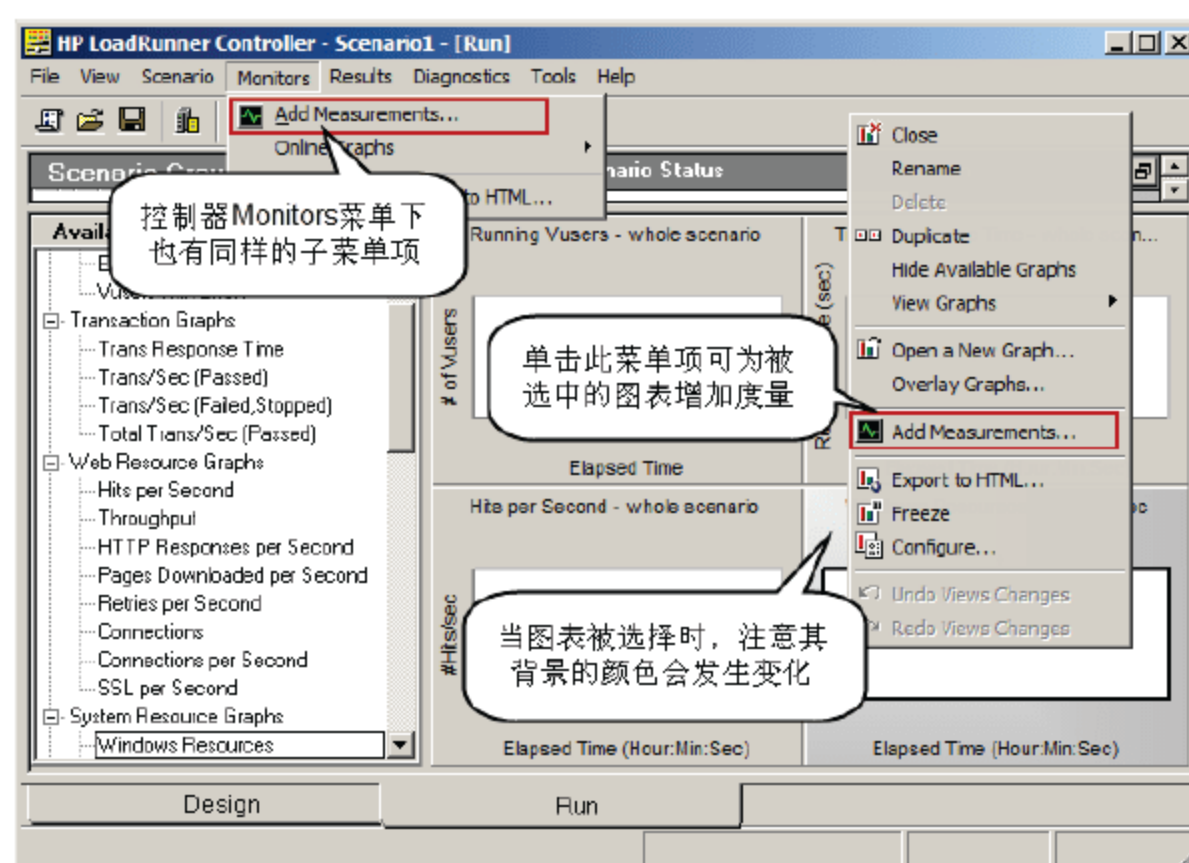 HP LoadRunner Controller - Scenario1 - [Run]
File View Scenario Monitors Results Diagnostics Tools Help
Add Measurements...
Online Graphs
to HTML...
Scenario Status
控制器Monitors菜单下
也有同样的子菜单项
Transaction Graphs
Trans Response Time
Trans/Sec (Passed)
Trans/Sec (Failed,Stopped)
Total Trans/Sec (Passed)
Web Resource Graphs
Hits per Second
Throughput
HTTP Responses per Second
Pages Downloaded per Second
Retries per Second
Connections
Connections per Second
SSL per Second
System Resource Graphs
Windows Resources
Running Vusers - whole scenario
# of Vusers
Elapsed Time
(sec)
单击此菜单项可为被
选中的图表增加度量
Hits per Second - whole scenario
#Hits/sec
Elapsed Time (Hour:Min:Sec)
当图表被选择时，注意其
背景的颜色会发生变化
Elapsed Time (Hour:Min:Sec)
Close
Rename
Delete
Duplicate
Hide Available Graphs
View Graphs
Open a New Graph...
Overlay Graphs...
Add Measurements...
Export to HTML...
Freeze
Configure...
Undo Views Changes
Redo Views Changes
Design
Run